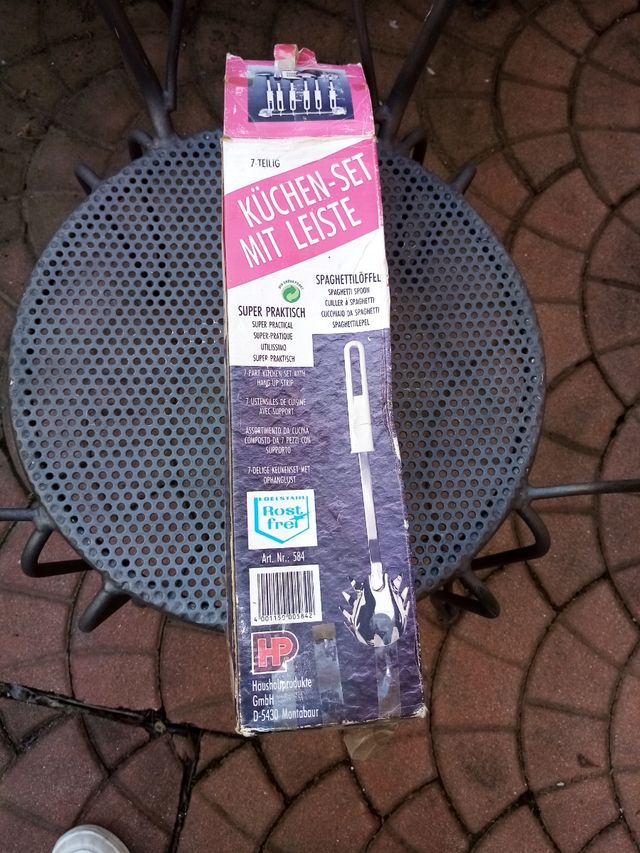 7-TEILIG
KÜCHEN-SET
MIT LEISTE
SUPER PRAKTISCH
SUPER PRACTICAL
SUPER-PRATIQUE
UTILISSIMO
SUPER PRAKTISCH
SPAGHETTILÖFFEL
SPAGHETTI SPOON
CUILLER À SPAGHETTI
CUCCHIAIO DA SPAGHETTI
SPAGHETTILEPEL
7-PART KITCHEN SET WITH
HANG UP STRIP
7 USTENSILES DE CUISINE
AVEC SUPPORT
ASSORTIMENTO DA CUCINA
COMPOSTO DA 7 PEZZI CON
SUPPORTO
7-DELIGE KEUKENSET MET
OPHANGLIJST
EDELSTAHL
Rost
frei
Art. Nr.: 584
4 001150 005842
HP
Haushaltprodukte
GmbH
D-5430 Montabaur